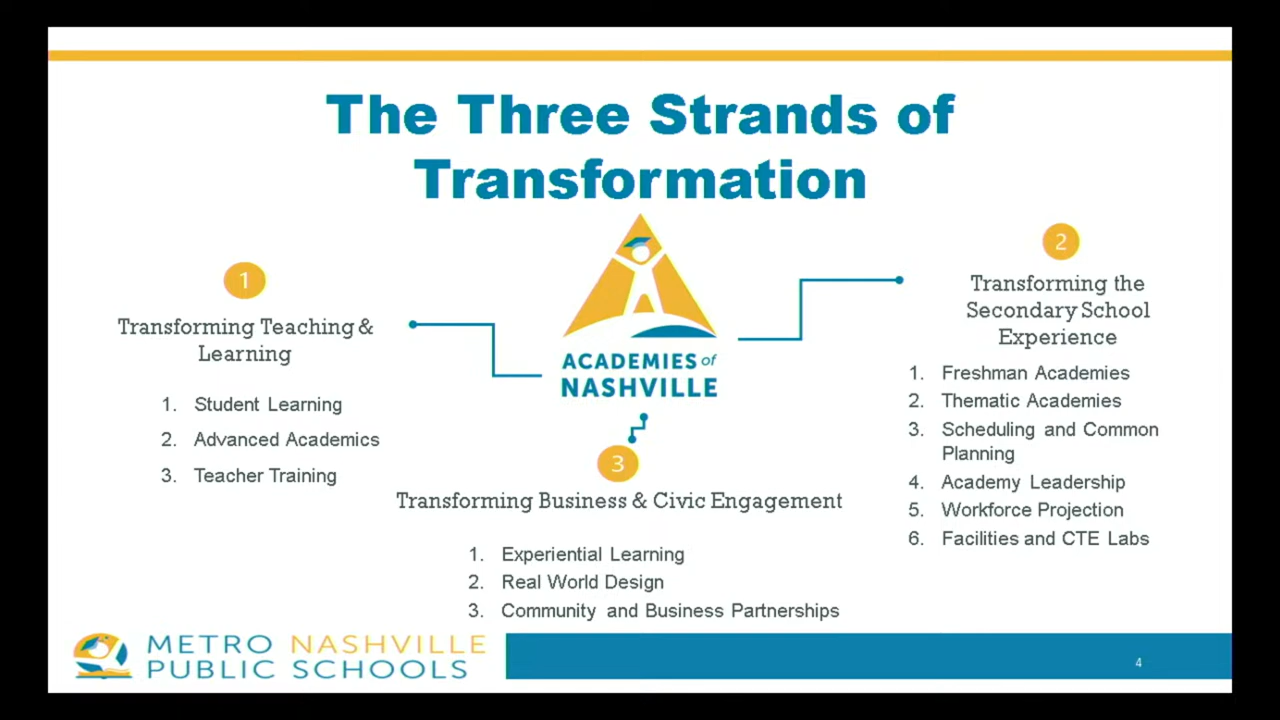 The Three Strands of
Transformation
1
Transforming Teaching &
Learning
1. Student Learning
2. Advanced Academics
3. Teacher Training
ACADEMIES of
NASHVILLE
2
Transforming the
Secondary School
Experience
1. Freshman Academies
2. Thematic Academies
3. Scheduling and Common
Planning
4. Academy Leadership
5. Workforce Projection
6. Facilities and CTE Labs
3
Transforming Business & Civic Engagement
1. Experiential Learning
2. Real World Design
3. Community and Business Partnerships
METRO NASHVILLE
PUBLIC SCHOOLS
4